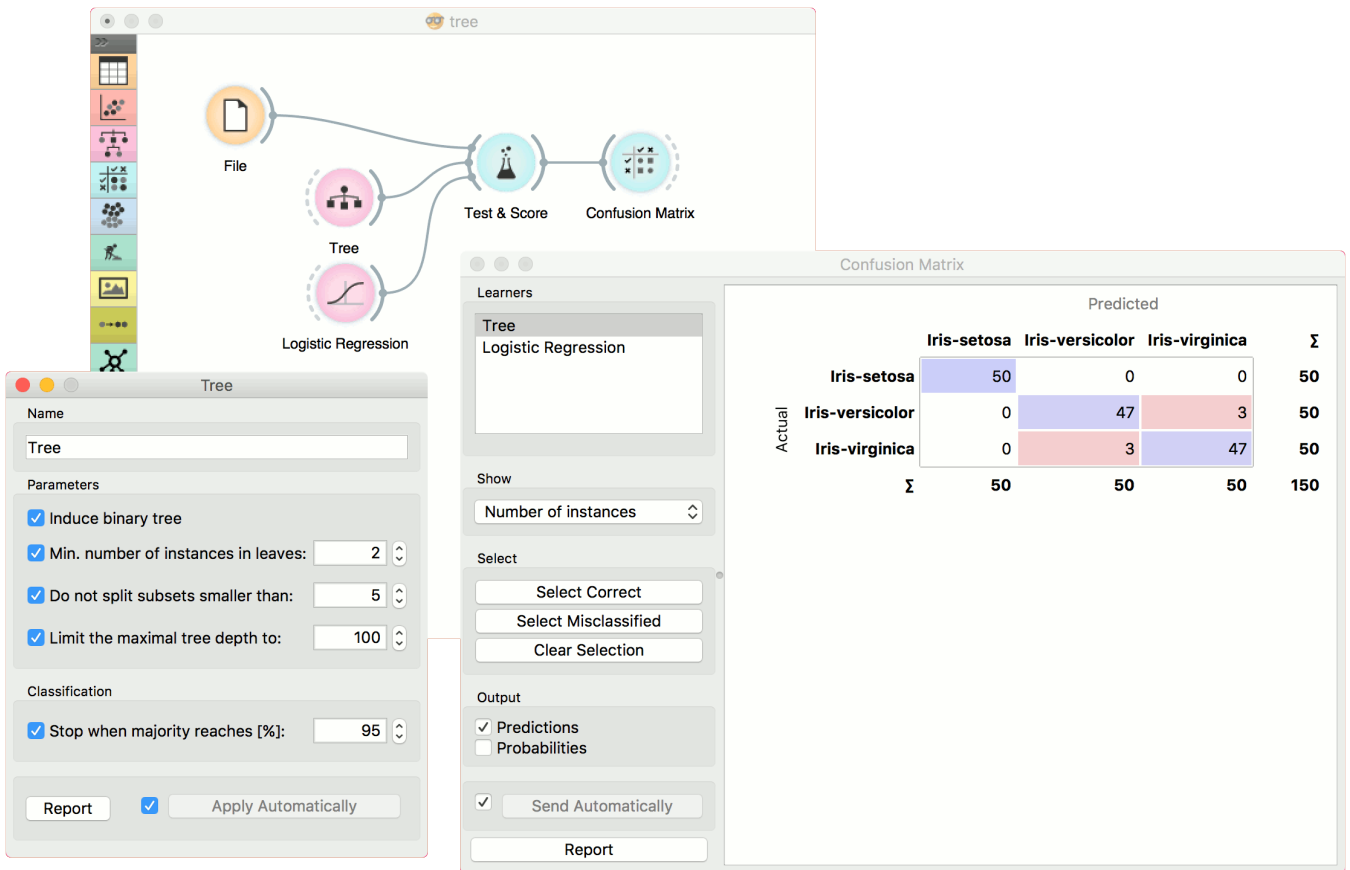 tree
File
Tree
Logistic Regression
Test & Score
Confusion Matrix
Tree
Name
Tree
Parameters
Induce binary tree
Min. number of instances in leaves: 2
Do not split subsets smaller than: 5
Limit the maximal tree depth to: 100
Classification
Stop when majority reaches [%]: 95
Report Apply Automatically
Confusion Matrix
Learners
Tree
Logistic Regression
Show
Number of instances
Select
Select Correct
Select Misclassified
Clear Selection
Output
Predictions
Probabilities
Send Automatically
Report
Predicted
Iris-setosa Iris-versicolor Iris-virginica Σ
Actual
Iris-setosa 50 0 0 50
Iris-versicolor 0 47 3 50
Iris-virginica 0 3 47 50
Σ 50 50 50 150